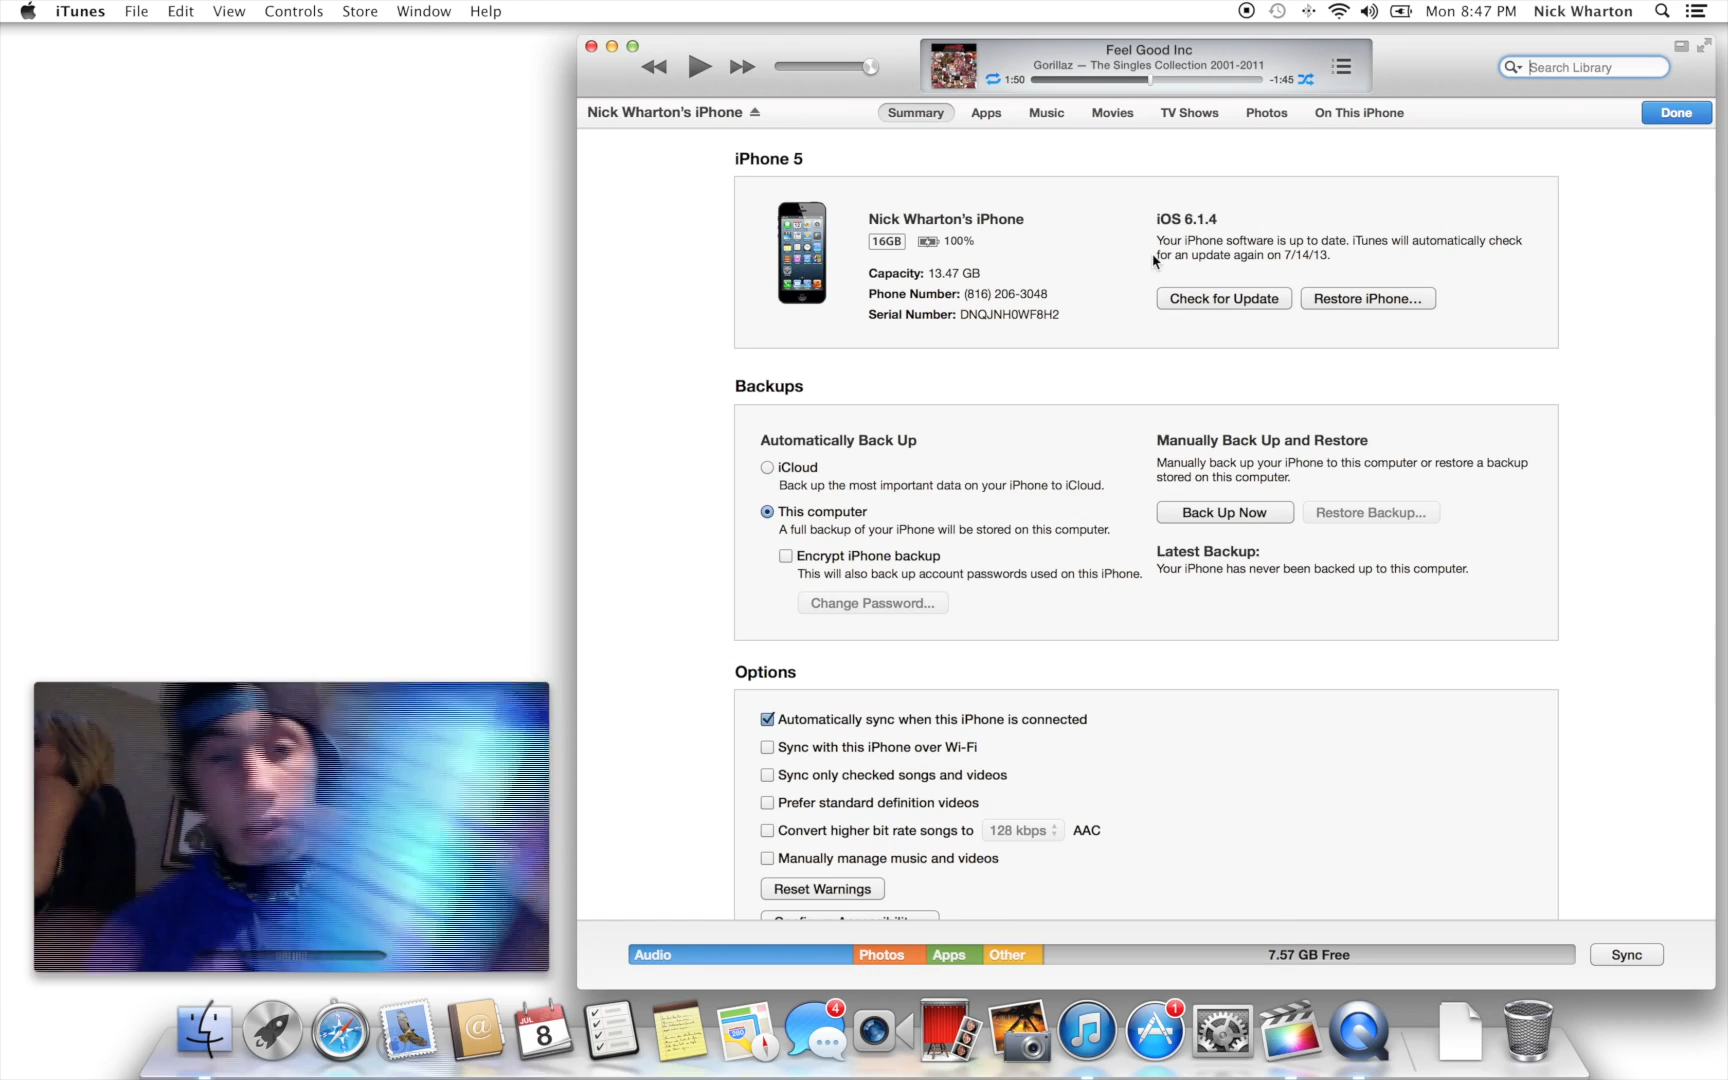 iTunes File Edit View Controls Store Window Help Mon 8:47 PM Nick Wharton
Feel Good Inc
Gorillaz — The Singles Collection 2001-2011
1:50 -1:45
Search Library
Nick Wharton's iPhone Summary Apps Music Movies TV Shows Photos On This iPhone Done
iPhone 5
Nick Wharton's iPhone
16GB 100%
Capacity: 13.47 GB
Phone Number: (816) 206-3048
Serial Number: DNQJNH0WF8H2
iOS 6.1.4
Your iPhone software is up to date. iTunes will automatically check
for an update again on 7/14/13.
Check for Update Restore iPhone...
Backups
Automatically Back Up
iCloud
Back up the most important data on your iPhone to iCloud.
This computer
A full backup of your iPhone will be stored on this computer.
Encrypt iPhone backup
This will also back up account passwords used on this iPhone.
Change Password...
Manually Back Up and Restore
Manually back up your iPhone to this computer or restore a backup
stored on this computer.
Back Up Now Restore Backup...
Latest Backup:
Your iPhone has never been backed up to this computer.
Options
Automatically sync when this iPhone is connected
Sync with this iPhone over Wi-Fi
Sync only checked songs and videos
Prefer standard definition videos
Convert higher bit rate songs to 128 kbps AAC
Manually manage music and videos
Reset Warnings
Audio Photos Apps Other 7.57 GB Free Sync
JUL
8
280
4
1